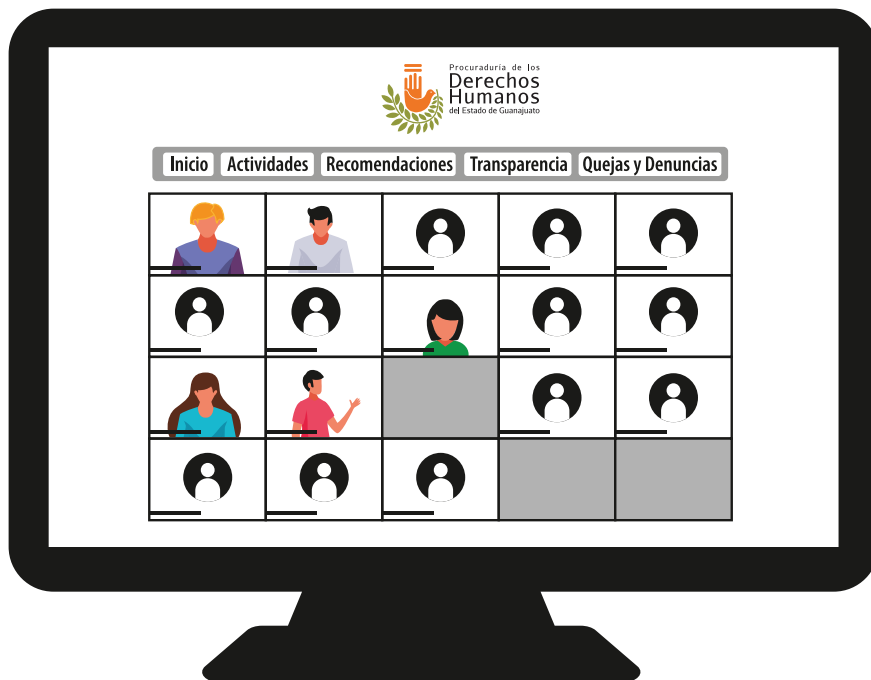 Procuraduría de los
Derechos
Humanos
del Estado de Guanajuato
Inicio Actividades Recomendaciones Transparencia Quejas y Denuncias